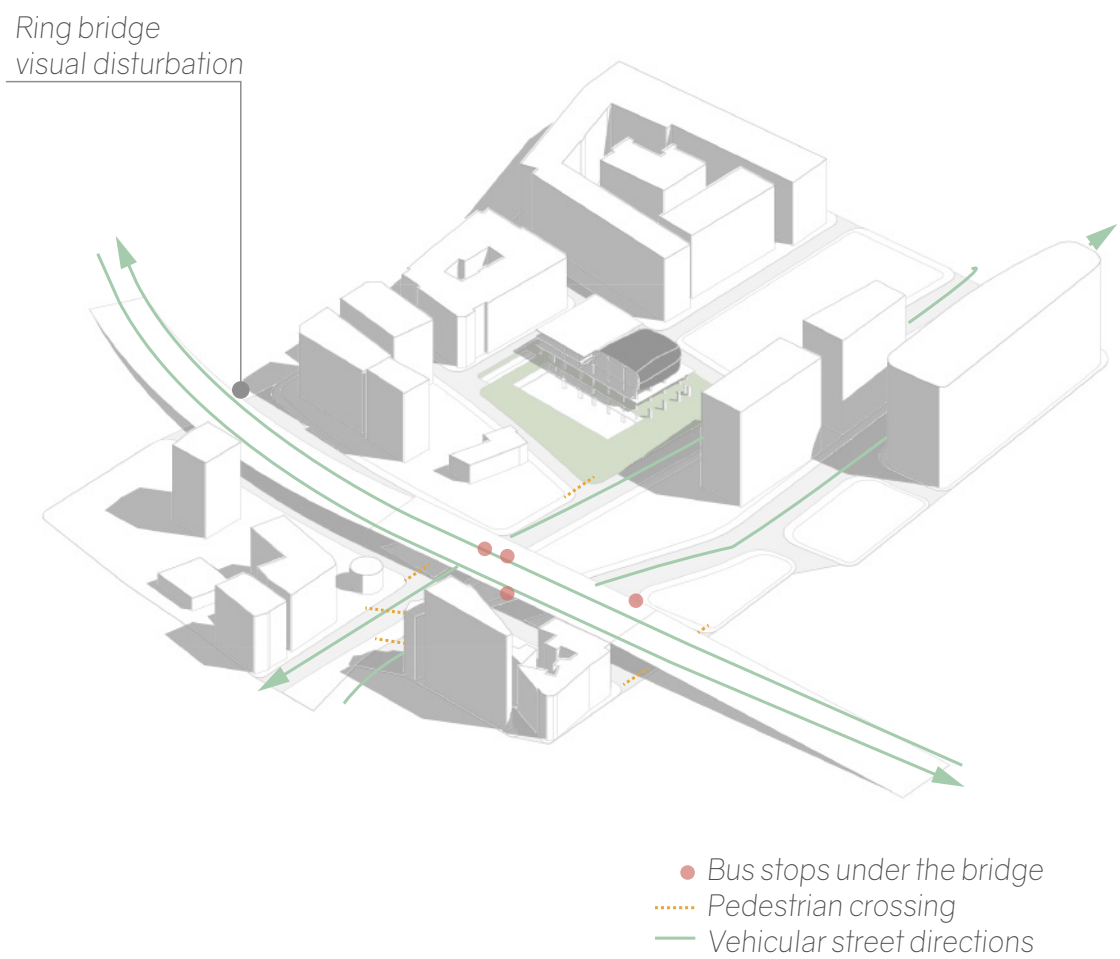 Ring bridge
visual disturbation
Bus stops under the bridge
Pedestrian crossing
Vehicular street directions